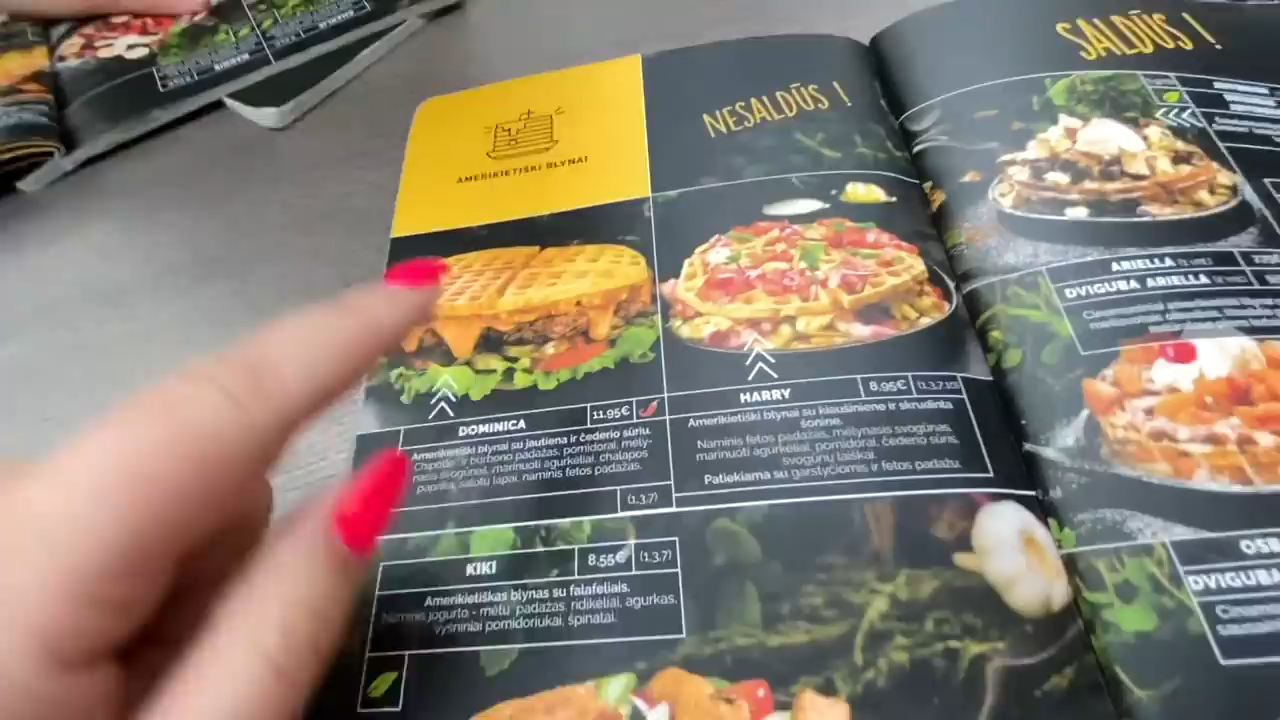 AMERIKIETIŠKI BLYNAI
NESALDŪS !
SALDŪS !
DOMINICA
11.95€
Amerikietiški blynai su jautiena ir čederio sūriu.
Chipotle ir burbono padažas, pomidorai, mėly-
nasis svogūnai, marinuoti agurkėliai, chalapos
paprika, salotų lapai, naminis fetos padažas.
(1.3.7)
HARRY
8.95€
(1.3.7.10)
Amerikietiški blynai su kiaušiniene ir skrudinta
šonine.
Naminis fetos padažas, mėlynasis svogūnas,
marinuoti agurkėliai, pomidorai, čederio sūris,
svogūnų laiškai.
Patiekiama su garstyčiomis ir fetos padažu.
KIKI
8.55€
(1.3.7)
Amerikietiškas blynas su falafeliais.
Naminis jogurto - mėtų padažas, ridikėliai, agurkas,
vyšniniai pomidoriukai, špinatai.
ARIELLA
DVIGUBA ARIELLA
DVIGUBA